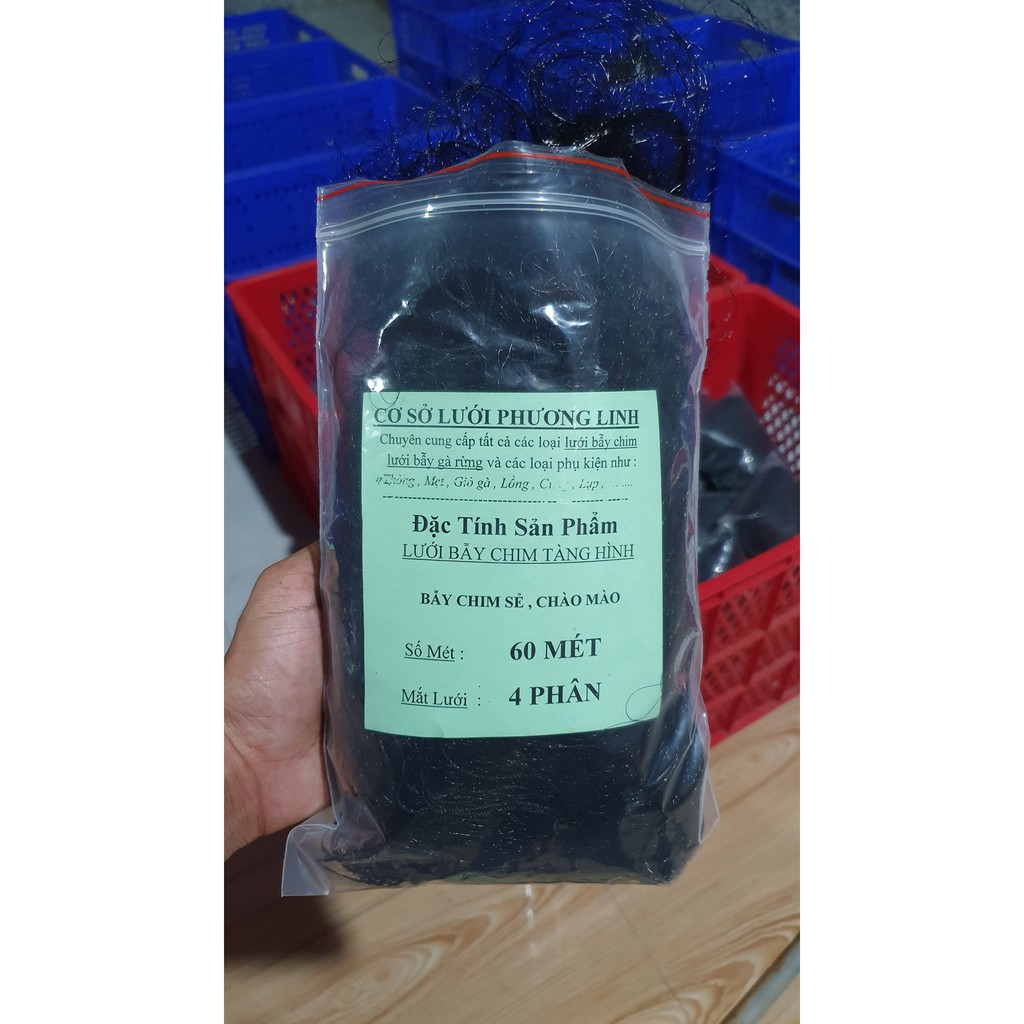 CƠ SỞ LƯỚI PHƯƠNG LINH
Chuyên cung cấp tất cả các loại lưới bẫy chim
lưới bẫy gà rừng và các loại phụ kiện như :
Mẹt , Giỏ gà , Lồng , Lụp , .......
Đặc Tính Sản Phẩm
LƯỚI BẪY CHIM TÀNG HÌNH
BẪY CHIM SẺ , CHÀO MÀO
Số Mét : 60 MÉT
Mắt Lưới : 4 PHÂN